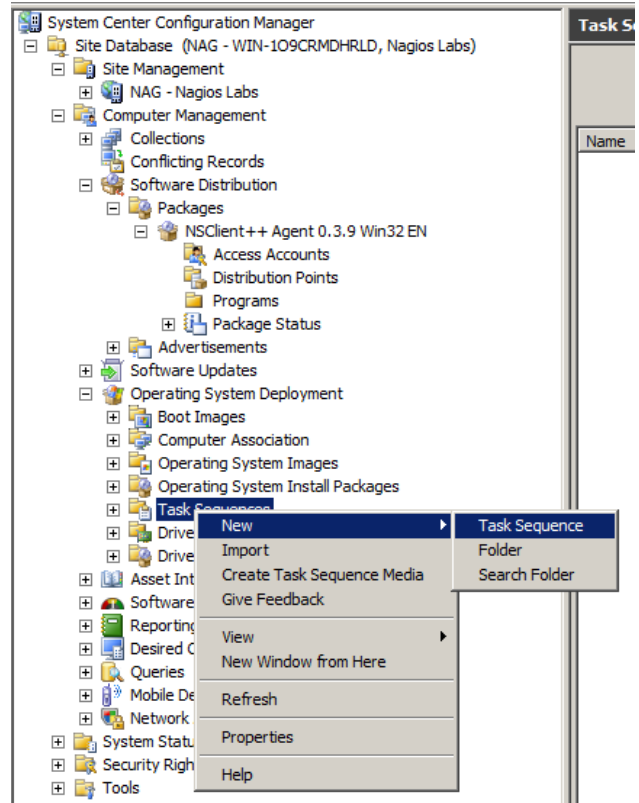 System Center Configuration Manager
Task S
Site Database (NAG - WIN-1O9CRMDHRLD, Nagios Labs)
Site Management
NAG - Nagios Labs
Computer Management
Collections
Name
Conflicting Records
Software Distribution
Packages
NSClient++ Agent 0.3.9 Win32 EN
Access Accounts
Distribution Points
Programs
Package Status
Advertisements
Software Updates
Operating System Deployment
Boot Images
Computer Association
Operating System Images
Operating System Install Packages
Task Sequences
New
Task Sequence
Drive
Import
Folder
Drive
Create Task Sequence Media
Search Folder
Asset Int
Give Feedback
Software
Reporting
View
Desired C
New Window from Here
Queries
Mobile De
Refresh
Network
System Statu
Properties
Security Righ
Help
Tools